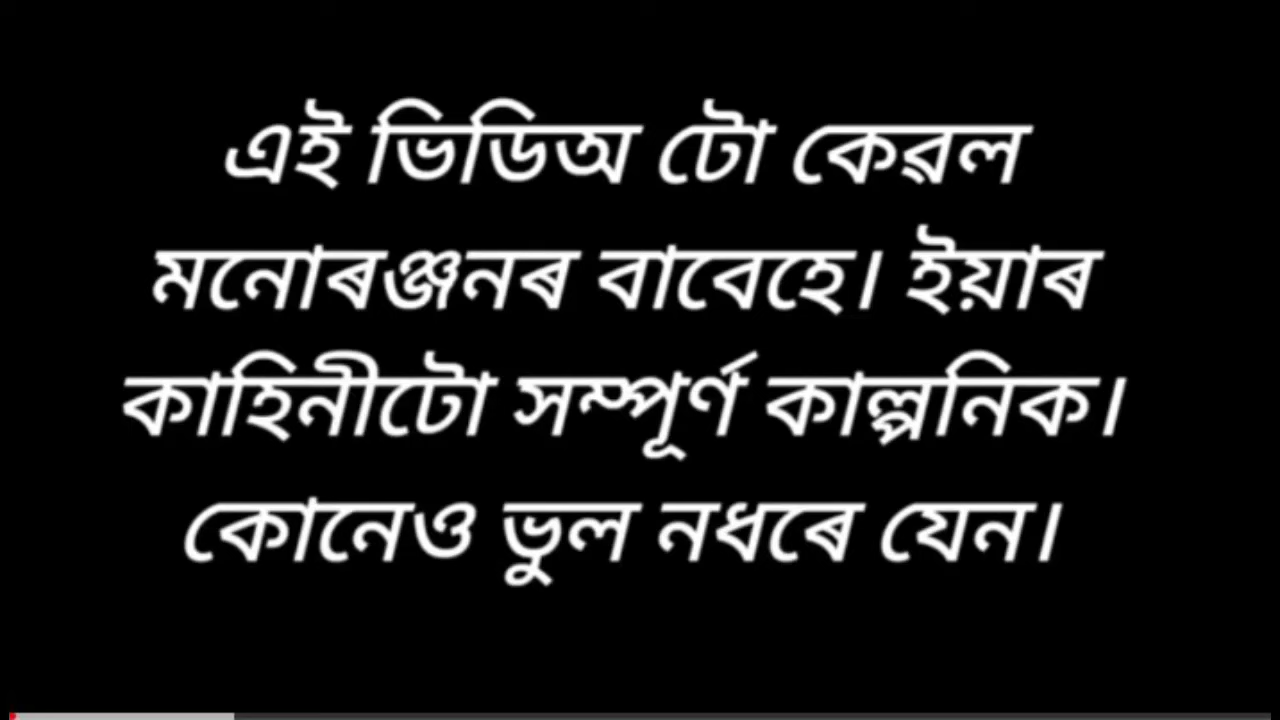 এই ভিডিঅ টো কেৱল
মনোৰঞ্জনৰ বাবেহে। ইয়াৰ
কাহিনীটো সম্পূৰ্ণ কাল্পনিক।
কোনেও ভুল নধৰে যেন।